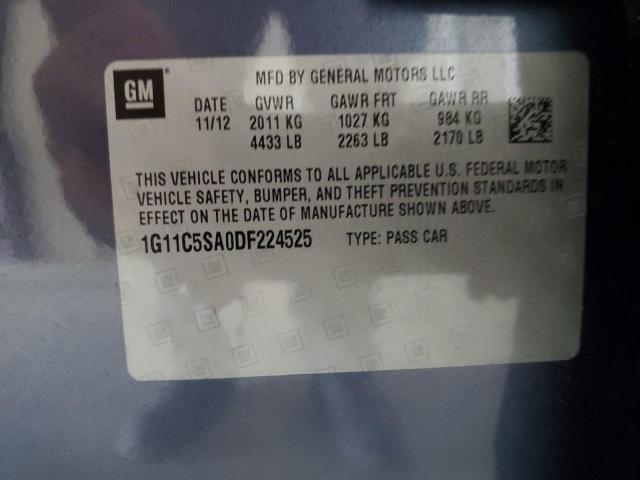 GM
MFD BY GENERAL MOTORS LLC
DATE GVWR GAWR FRT GAWR RR
11/12 2011 KG 1027 KG 984 KG
4433 LB 2263 LB 2170 LB
THIS VEHICLE CONFORMS TO ALL APPLICABLE U.S. FEDERAL MOTOR
VEHICLE SAFETY, BUMPER, AND THEFT PREVENTION STANDARDS IN
EFFECT ON THE DATE OF MANUFACTURE SHOWN ABOVE.
1G11C5SA0DF224525 TYPE: PASS CAR